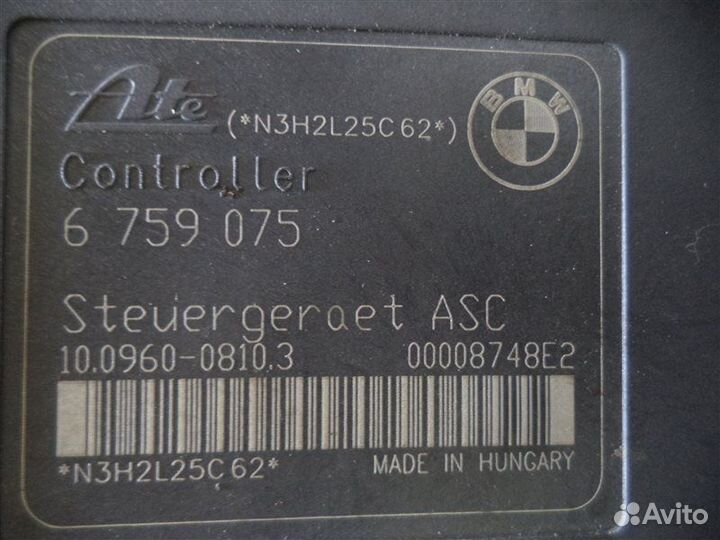 Ate (*N3H2L25C62*)
BMW
Controller
6 759 075
Steuergeraet ASC
10.0960-0810.3 00008748E2
*N3H2L25C62* MADE IN HUNGARY
Avito